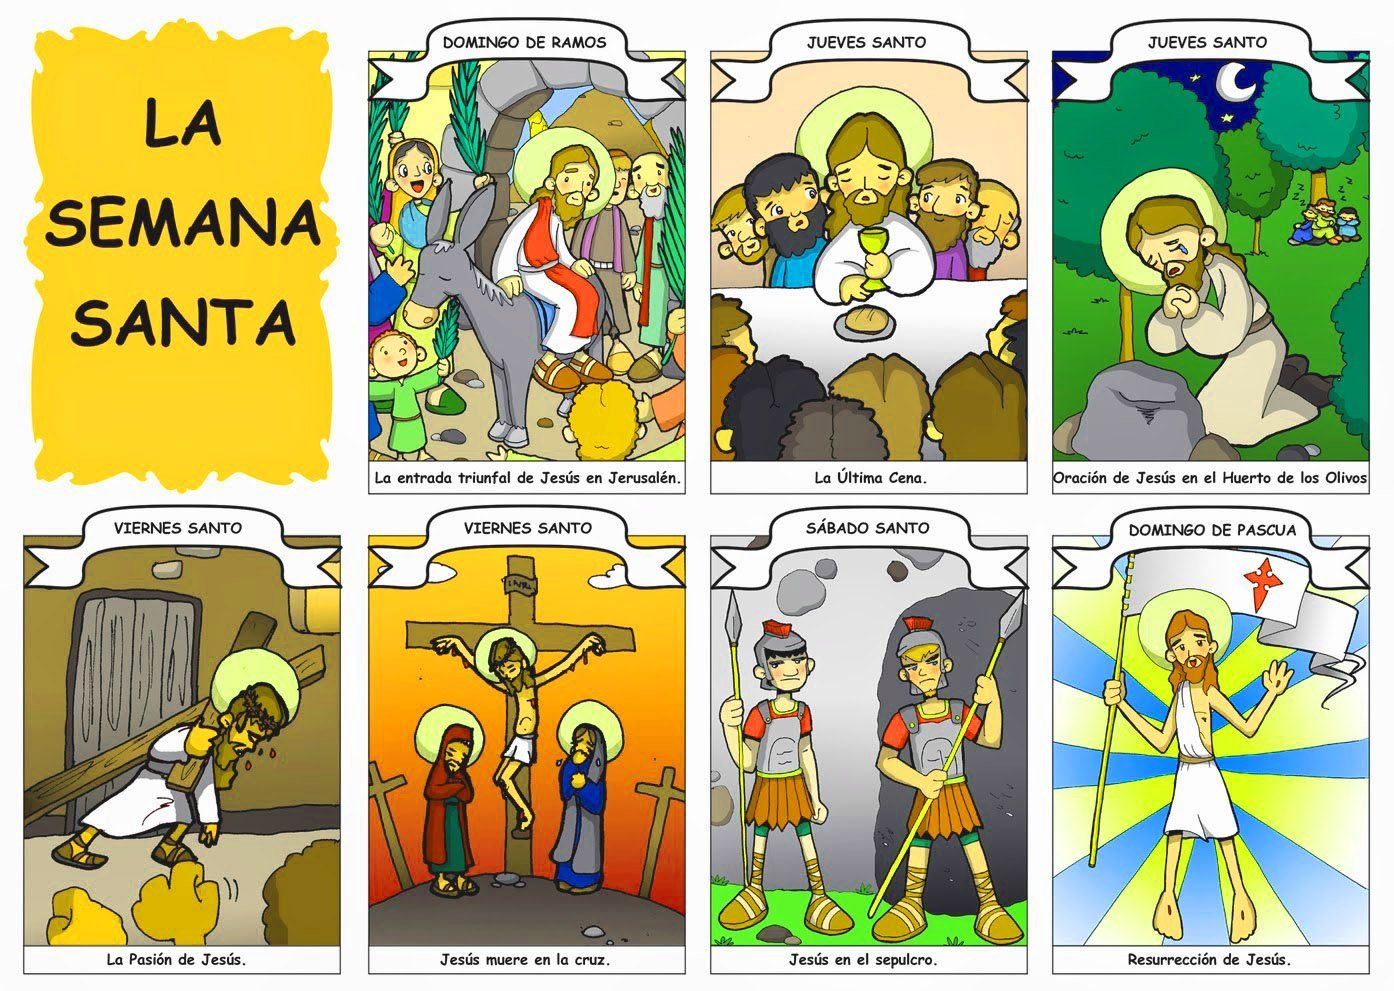 LA
SEMANA
SANTA
DOMINGO DE RAMOS
La entrada triunfal de Jesús en Jerusalén.
JUEVES SANTO
La Última Cena.
JUEVES SANTO
Oración de Jesús en el Huerto de los Olivos
VIERNES SANTO
La Pasión de Jesús.
VIERNES SANTO
Jesús muere en la cruz.
SÁBADO SANTO
Jesús en el sepulcro.
DOMINGO DE PASCUA
Resurrección de Jesús.